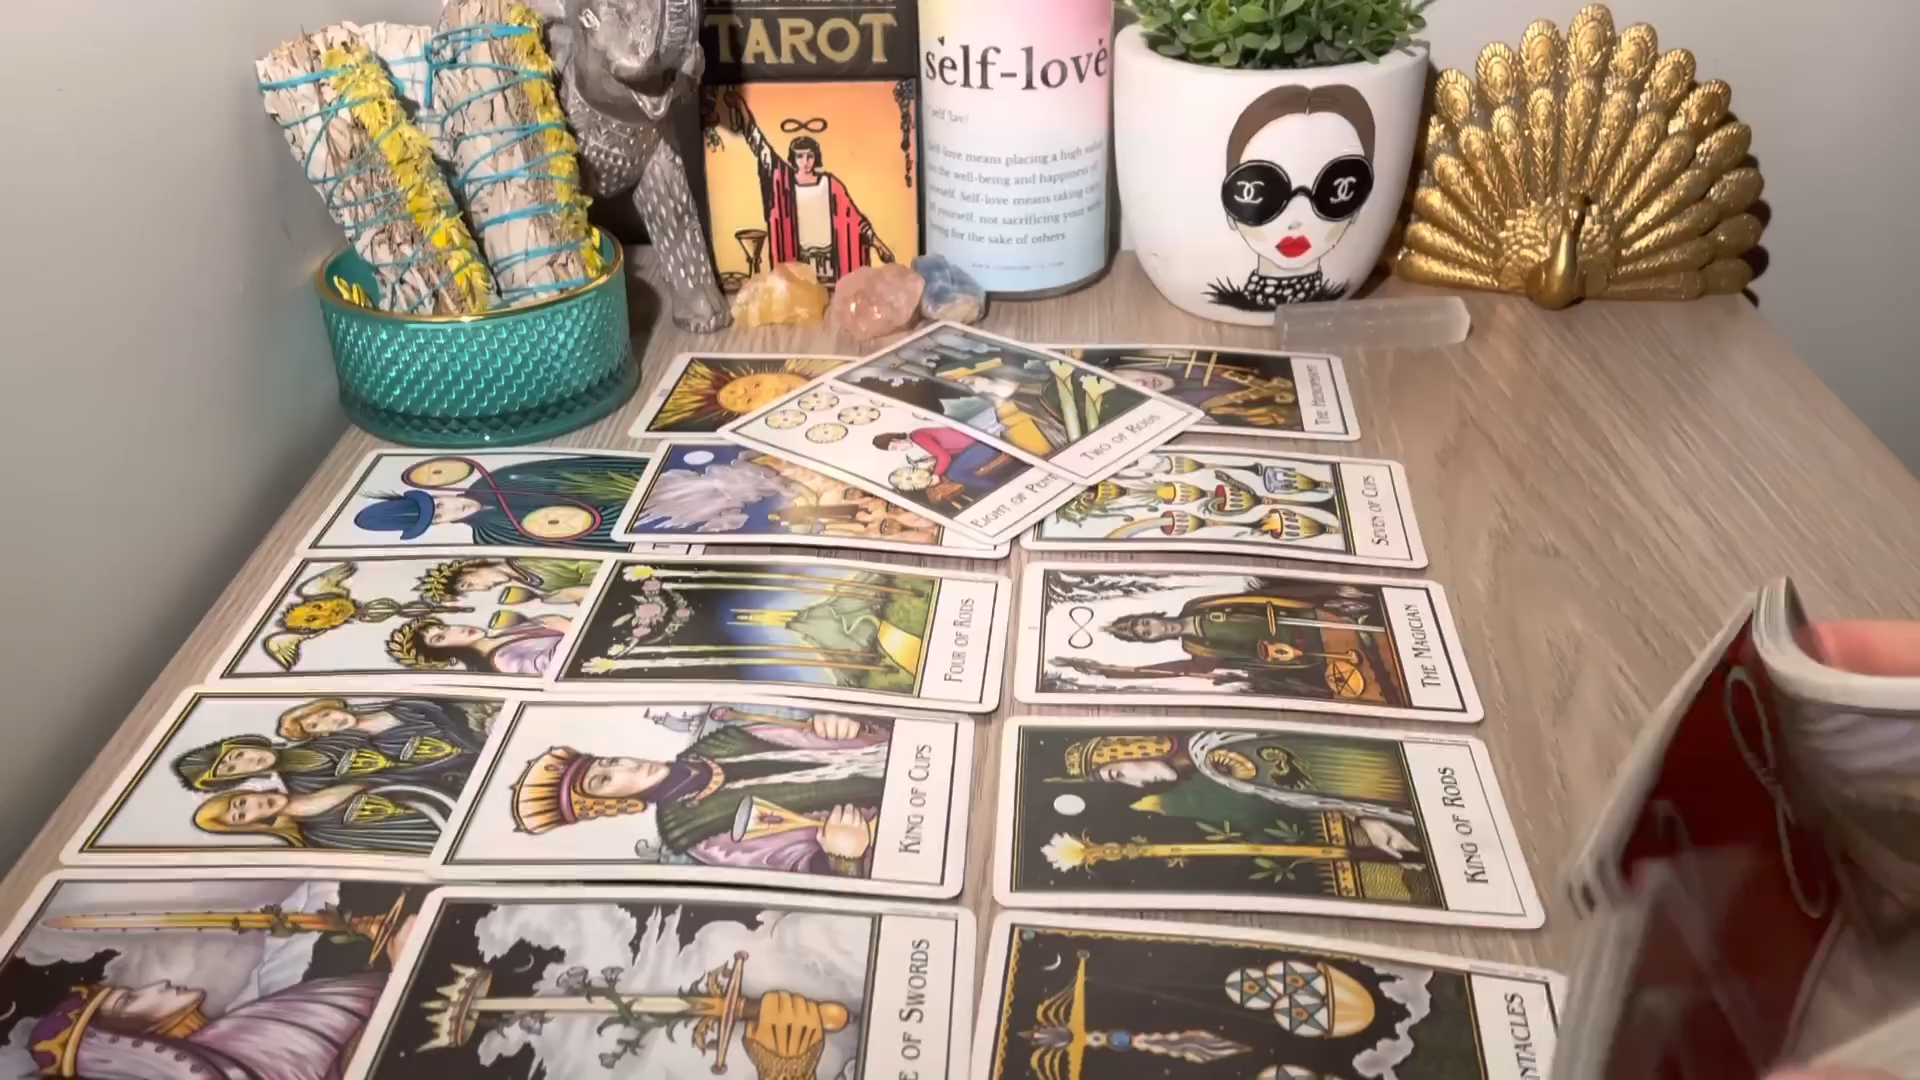 TAROT
self-love
self-love means placing a high value
on the well-being and happiness of
yourself. Self-love means taking care
of yourself, not sacrificing your well-
being for the sake of others
THE HIEROPHANT
TWO OF RODS
EIGHT OF PENT
SEVEN OF CUPS
FOUR OF RODS
THE MAGICIAN
KING OF CUPS
KING OF RODS
E OF SWORDS
NTACLES